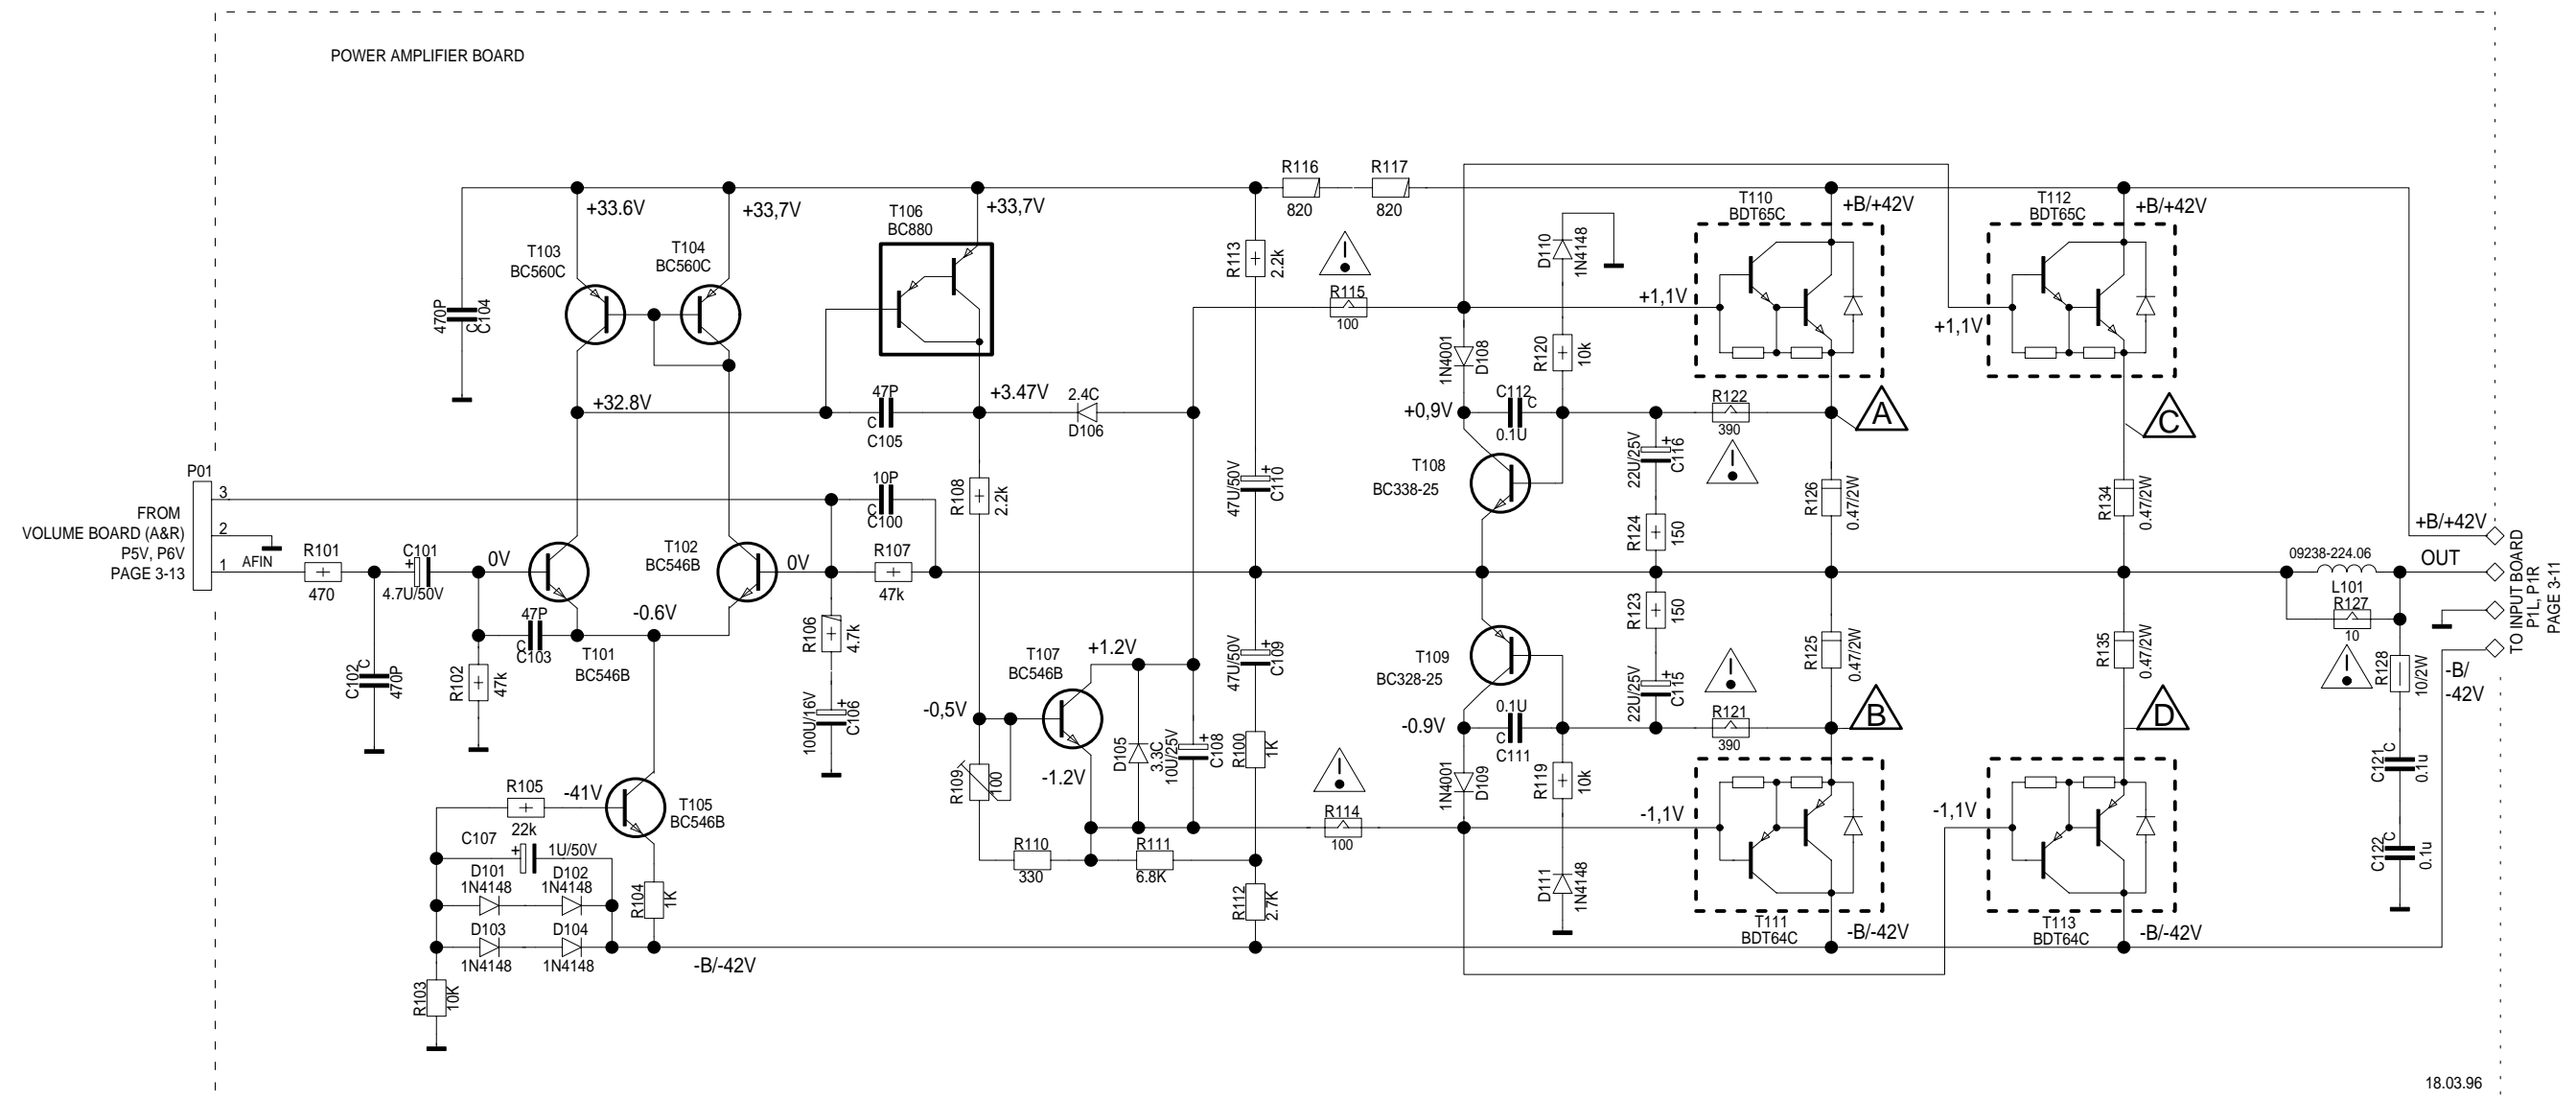 POWER AMPLIFIER BOARD
R116
820
R117
820
+33.6V
+33,7V
+33,7V
T106
BC880
T103
BC560C
T104
BC560C
470P
C
C104
R113
2.2k
R115
100
D110
1N4148
T110
BDT65C
+B/+42V
T112
BDT65C
+B/+42V
+1,1V
+1,1V
1N4001
D108
R120
10k
+32.8V
47P
C
C105
+3.47V
2.4C
D106
+0,9V
C112
C
0.1U
R122
390
A
C
T108
BC338-25
22U/25V
+
C116
P01
3
2
1
FROM
VOLUME BOARD (A&R)
P5V, P6V
PAGE 3-13
AFIN
10P
C
C100
R108
2.2k
47U/50V
+
C110
R124
150
R126
0.47/2W
R134
0.47/2W
+B/+42V
R101
470
C101
+
4.7U/50V
0V
T102
BC546B
0V
R107
47k
09238-224.06
L101
OUT
R127
10
TO INPUT BOARD
P1L, P1R
PAGE 3-11
47P
C
C103
-0.6V
T101
BC546B
C102
C
470P
R102
47k
R106
4.7k
100U/16V
+
C106
T107
BC546B
+1.2V
-0,5V
-1.2V
47U/50V
+
C109
T109
BC328-25
R123
150
22U/25V
+
C115
R125
0.47/2W
R135
0.47/2W
R128
10/2W
-B/
-42V
-0.9V
0.1U
C
C111
R121
390
B
D
R109
100
D105
3.3C
10U/25V
+
C108
R100
1K
R114
100
1N4001
D109
R119
10k
C121
C
0.1u
R105
22k
-41V
T105
BC546B
-1,1V
-1,1V
C107
+
1U/50V
D101
1N4148
D102
1N4148
R104
1K
R110
330
R111
6.8K
R112
2.7K
D111
1N4148
C122
C
0.1u
D103
1N4148
D104
1N4148
-B/-42V
T111
BDT64C
-B/-42V
T113
BDT64C
-B/-42V
R103
10K
18.03.96